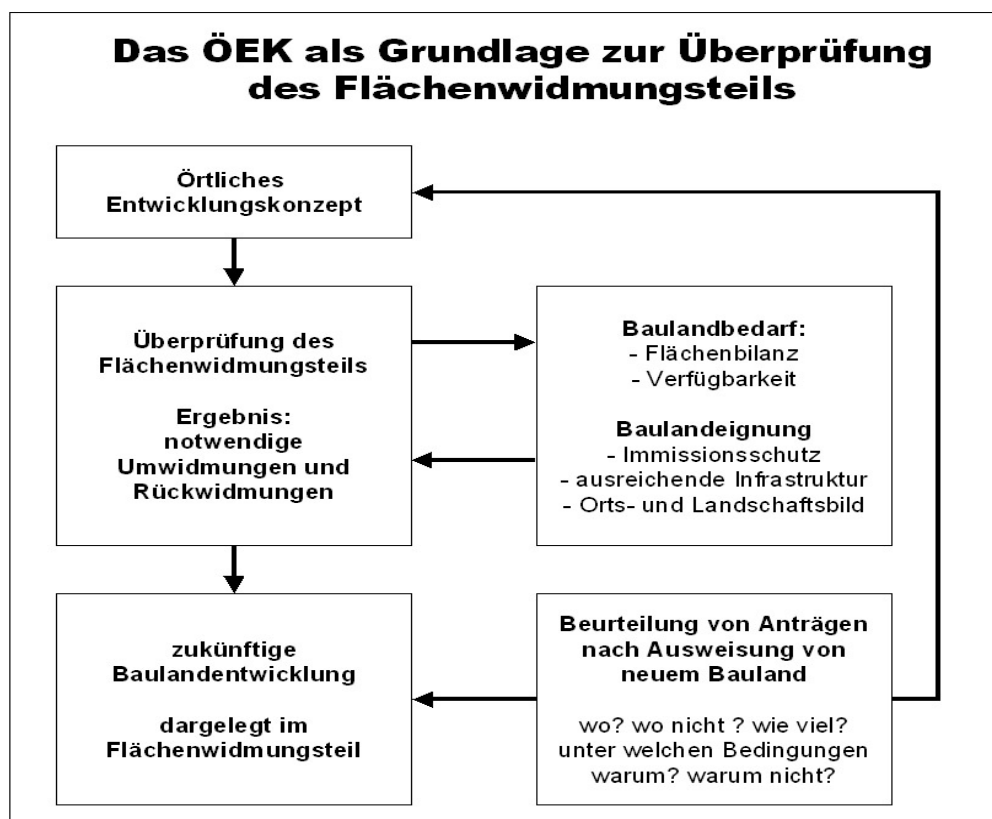 Das ÖEK als Grundlage zur Überprüfung
des Flächenwidmungsteils
Örtliches
Entwicklungskonzept
Überprüfung des
Flächenwidmungsteils
Ergebnis:
notwendige
Umwidmungen und
Rückwidmungen
Baulandbedarf:
- Flächenbilanz
- Verfügbarkeit
Baulandeignung
- Immissionsschutz
- ausreichende Infrastruktur
- Orts- und Landschaftsbild
zukünftige
Baulandentwicklung
dargelegt im
Flächenwidmungsteil
Beurteilung von Anträgen
nach Ausweisung von
neuem Bauland
wo? wo nicht ? wie viel?
unter welchen Bedingungen
warum? warum nicht?